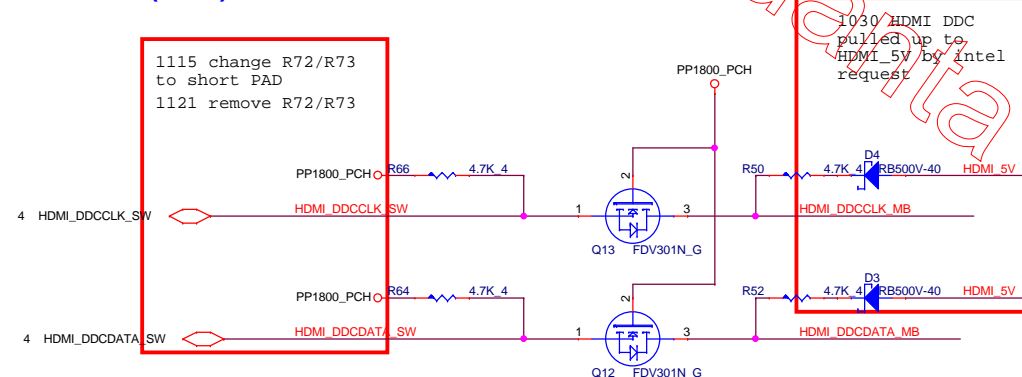 1115 change R72/R73
to short PAD
1121 remove R72/R73
1030 HDMI DDC
pulled up to
HDMI_5V by intel
request
PP1800_PCH
PP1800_PCH R66 4.7K_4 2 R50 4.7K_4 D4 RB500V-40 HDMI_5V
4 HDMI_DDCCLK_SW HDMI_DDCCLK_SW 1 3 HDMI_DDCCLK_MB
Q13 FDV301N_G
PP1800_PCH R64 4.7K_4 2 R52 4.7K_4 D3 RB500V-40 HDMI_5V
4 HDMI_DDCDATA_SW HDMI_DDCDATA_SW 1 3 HDMI_DDCDATA_MB
Q12 FDV301N_G